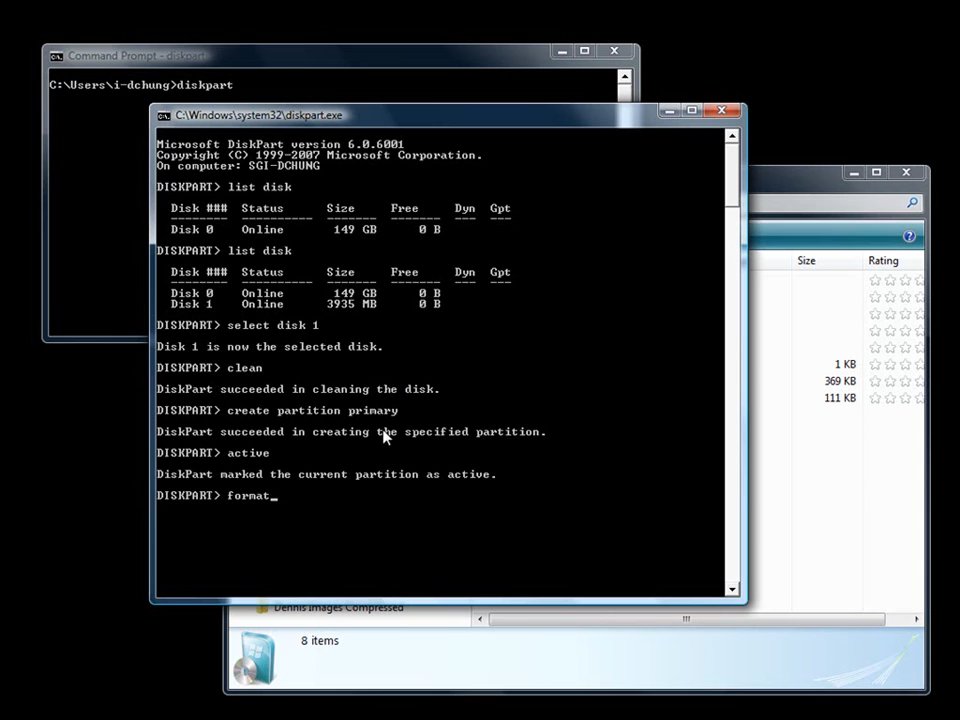 Command Prompt - diskpart
C:\Users\i-dchung>diskpart
C:\Windows\system32\diskpart.exe
Microsoft DiskPart version 6.0.6001
Copyright (C) 1999-2007 Microsoft Corporation.
On computer: SGI-DCHUNG
DISKPART> list disk
Disk ### Status Size Free Dyn Gpt
-------- ---------- ------- ------- --- ---
Disk 0 Online 149 GB 0 B
DISKPART> list disk
Disk ### Status Size Free Dyn Gpt
-------- ---------- ------- ------- --- ---
Disk 0 Online 149 GB 0 B
Disk 1 Online 3935 MB 0 B
DISKPART> select disk 1
Disk 1 is now the selected disk.
DISKPART> clean
DiskPart succeeded in cleaning the disk.
DISKPART> create partition primary
DiskPart succeeded in creating the specified partition.
DISKPART> active
DiskPart marked the current partition as active.
DISKPART> format_
Size Rating
1 KB
369 KB
111 KB
Dennis Images Compressed
8 items